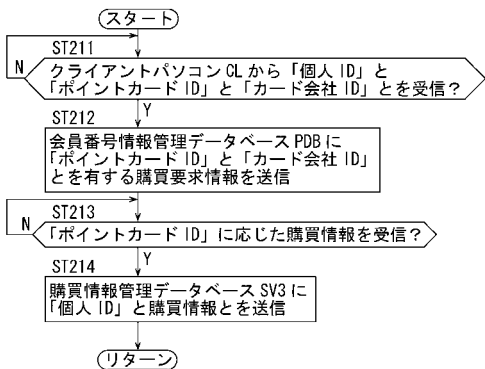 スタート
ST211
N
クライアントパソコンCLから「個人ID」と
「ポイントカードID」と「カード会社ID」とを受信?
Y
ST212
会員番号情報管理データベースPDBに
「ポイントカードID」と「カード会社ID」
とを有する購買要求情報を送信
ST213
N
「ポイントカードID」に応じた購買情報を受信?
Y
ST214
購買情報管理データベースSV3に
「個人ID」と購買情報とを送信
リターン